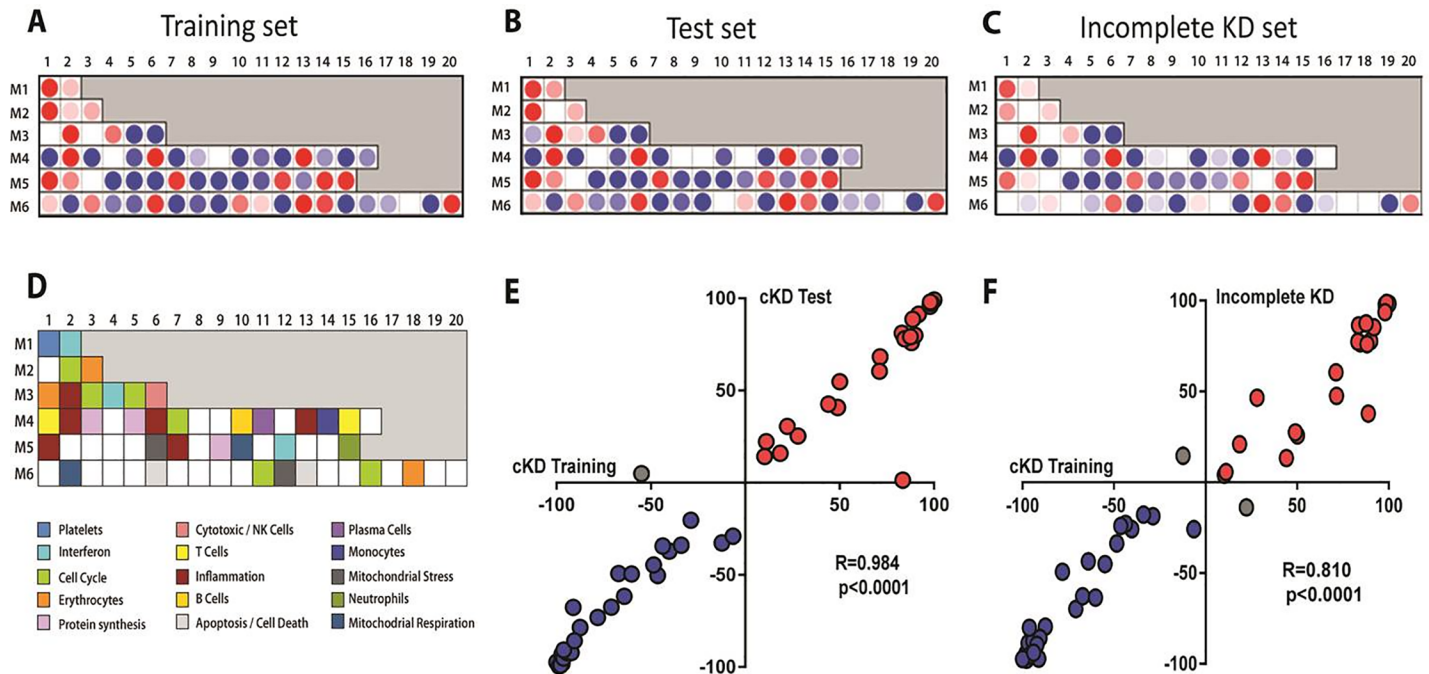 A
Training set
1 2 3 4 5 6 7 8 9 10 11 12 13 14 15 16 17 18 19 20
M1
M2
M3
M4
M5
M6
B
Test set
1 2 3 4 5 6 7 8 9 10 11 12 13 14 15 16 17 18 19 20
M1
M2
M3
M4
M5
M6
C
Incomplete KD set
1 2 3 4 5 6 7 8 9 10 11 12 13 14 15 16 17 18 19 20
M1
M2
M3
M4
M5
M6
D
1 2 3 4 5 6 7 8 9 10 11 12 13 14 15 16 17 18 19 20
M1
M2
M3
M4
M5
M6
Platelets
Interferon
Cell Cycle
Erythrocytes
Protein synthesis
Cytotoxic / NK Cells
T Cells
Inflammation
B Cells
Apoptosis / Cell Death
Plasma Cells
Monocytes
Mitochondrial Stress
Neutrophils
Mitochodrial Respiration
E
100
cKD Test
50
cKD Training
-100 -50 50 100
-50
-100
R=0.984
p<0.0001
F
100
Incomplete KD
50
cKD Training
-100 -50 50 100
-50
-100
R=0.810
p<0.0001